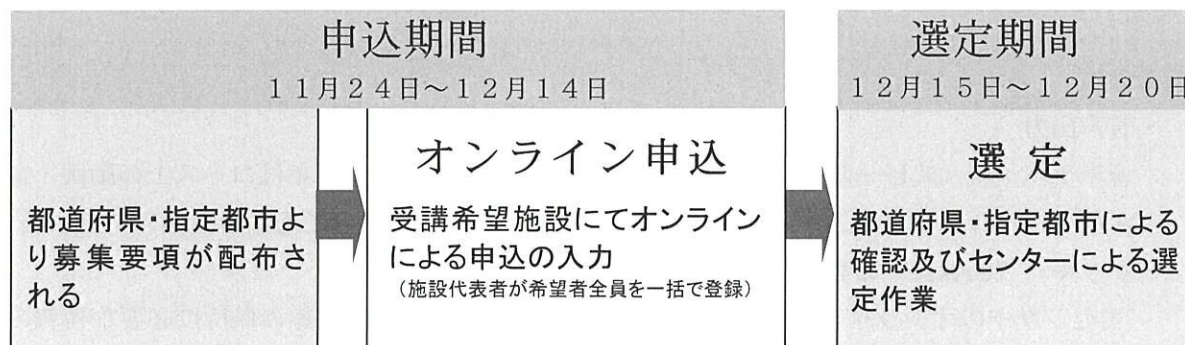 申込期間
11月24日～12月14日
都道府県・指定都市よ
り募集要項が配布さ
れる
オンライン申込
受講希望施設にてオンライン
による申込の入力
（施設代表者が希望者全員を一括で登録）
選定期間
12月15日～12月20日
選 定
都道府県・指定都市による
確認及びセンターによる選
定作業